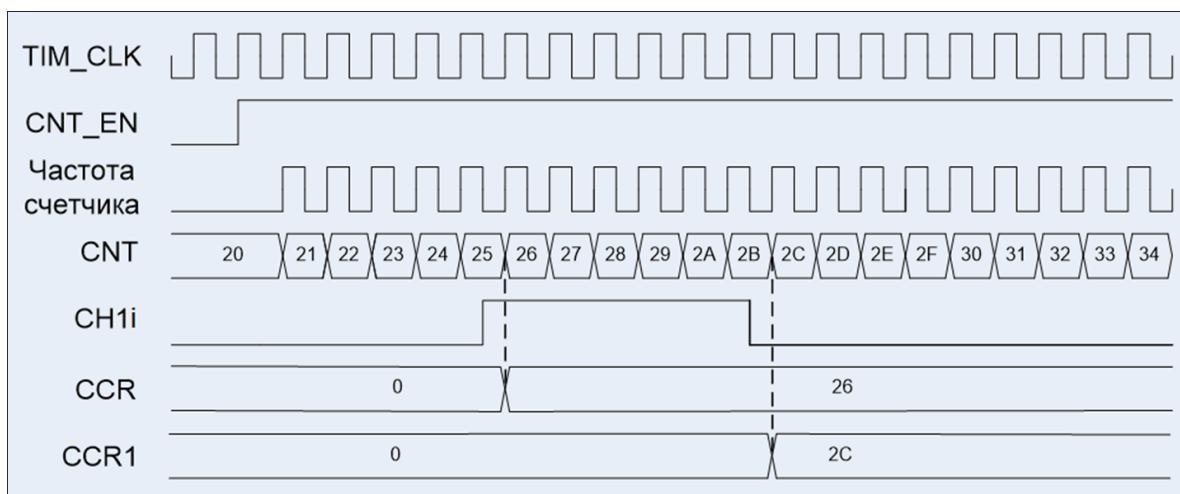 TIM_CLK
CNT_EN
Частота
счетчика
CNT 20 21 22 23 24 25 26 27 28 29 2A 2B 2C 2D 2E 2F 30 31 32 33 34
CH1i
CCR 0 26
CCR1 0 2C